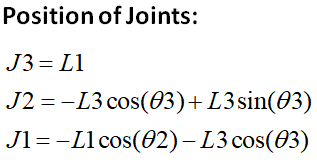 Position of Joints:
J3 = L1
J2 = −L3 cos(θ3) + L3 sin(θ3)
J1 = −L1 cos(θ2) − L3 cos(θ3)